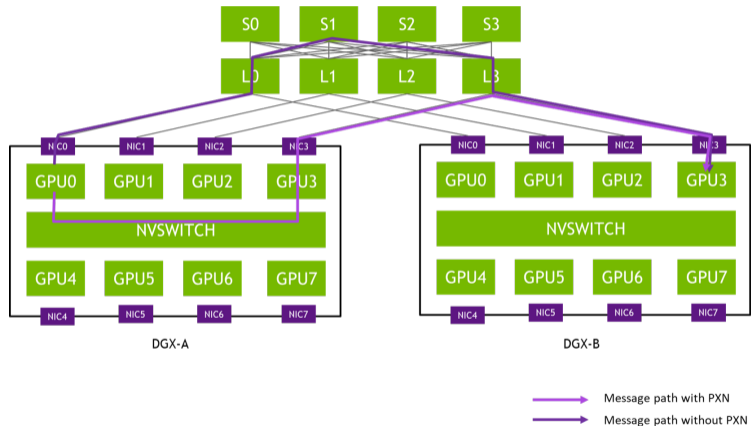 S0 S1 S2 S3
L0 L1 L2 L3
NIC0 NIC1 NIC2 NIC3 NIC0 NIC1 NIC2 NIC3
GPU0 GPU1 GPU2 GPU3 GPU0 GPU1 GPU2 GPU3
NVSWITCH NVSWITCH
GPU4 GPU5 GPU6 GPU7 GPU4 GPU5 GPU6 GPU7
NIC4 NIC5 NIC6 NIC7 NIC4 NIC5 NIC6 NIC7
DGX-A DGX-B
Message path with PXN
Message path without PXN